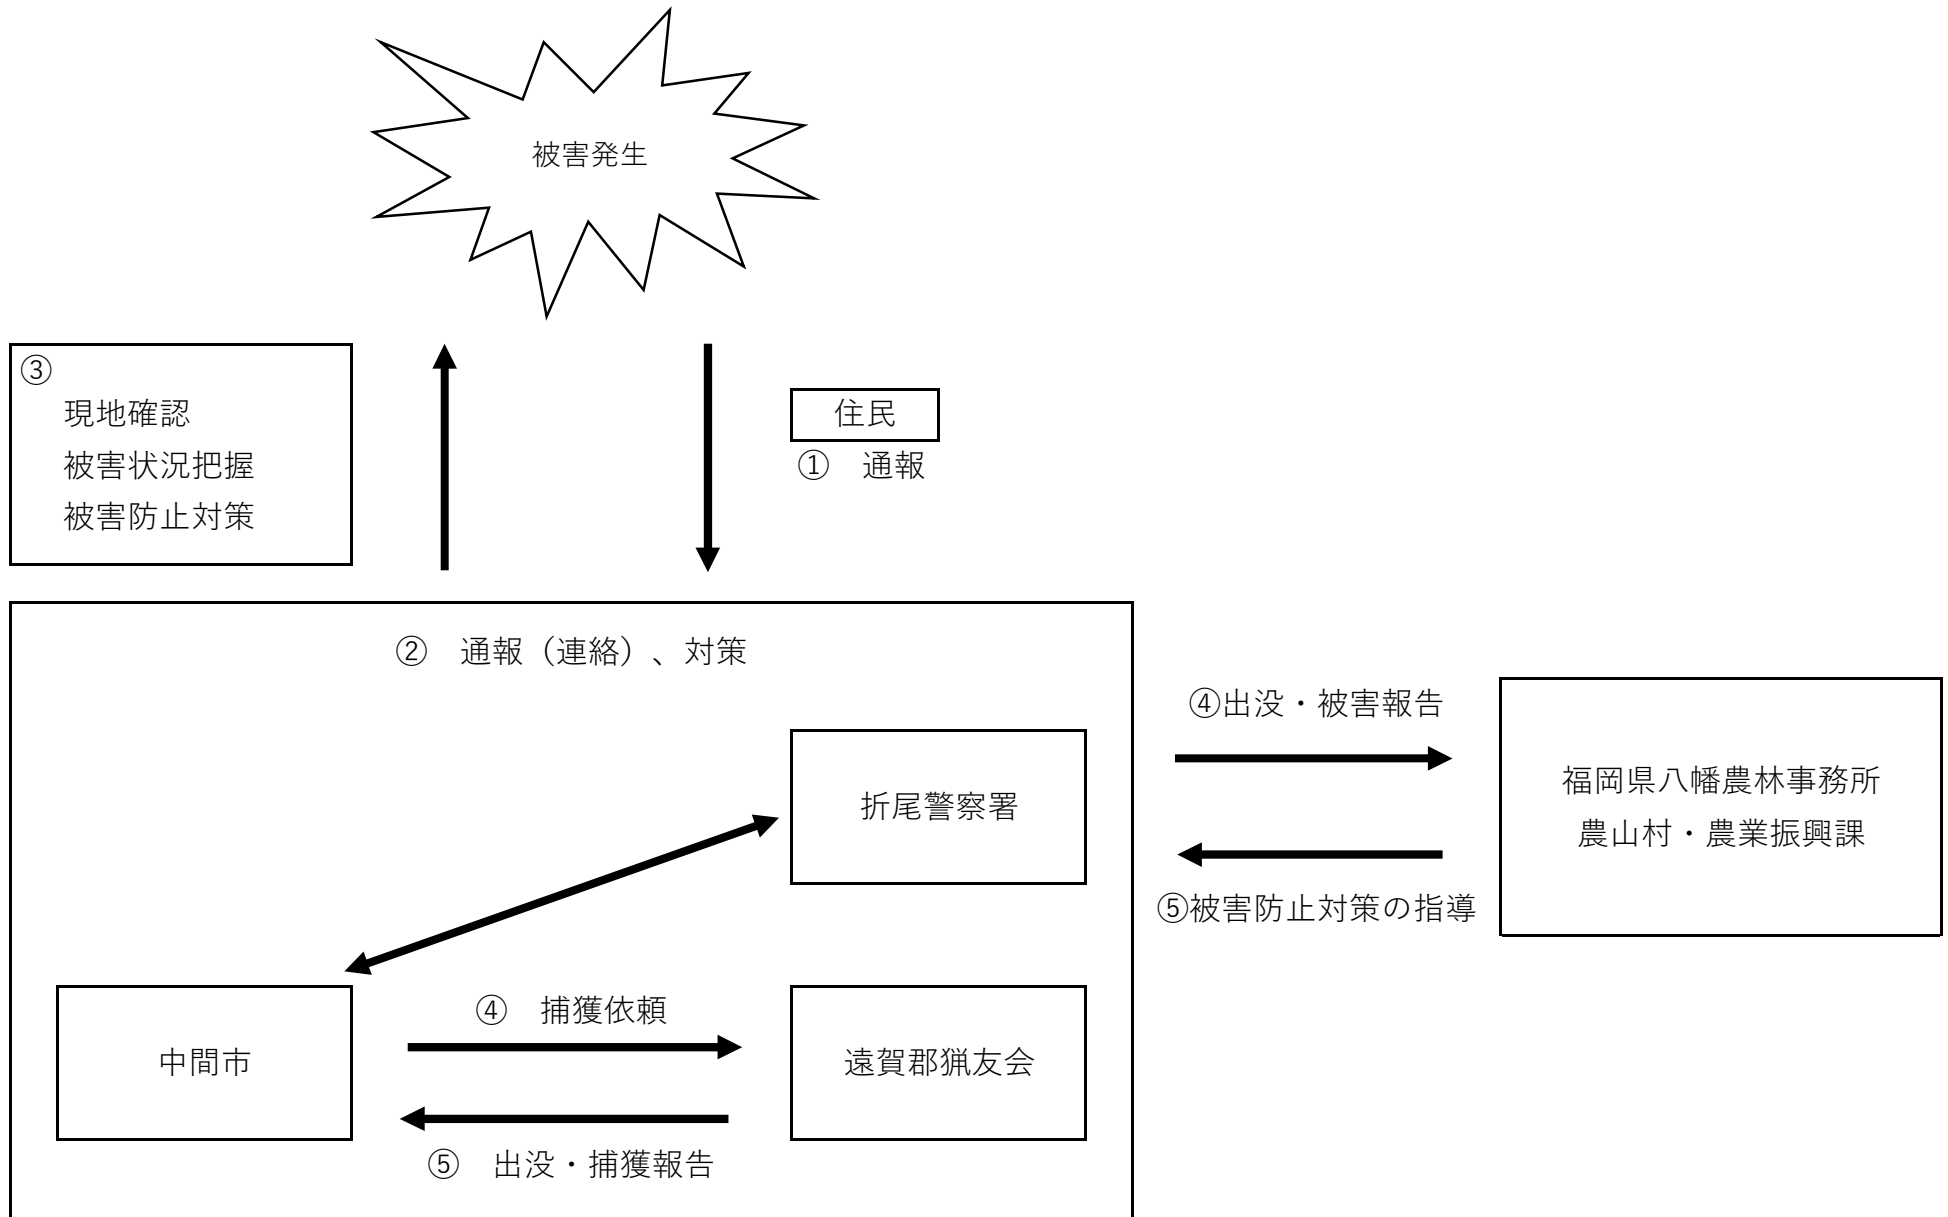 被害発生
③
現地確認
被害状況把握
被害防止対策
住民
①　通報
②　通報（連絡）、対策
折尾警察署
中間市
④　捕獲依頼
遠賀郡猟友会
⑤　出没・捕獲報告
④出没・被害報告
⑤被害防止対策の指導
福岡県八幡農林事務所
農山村・農業振興課